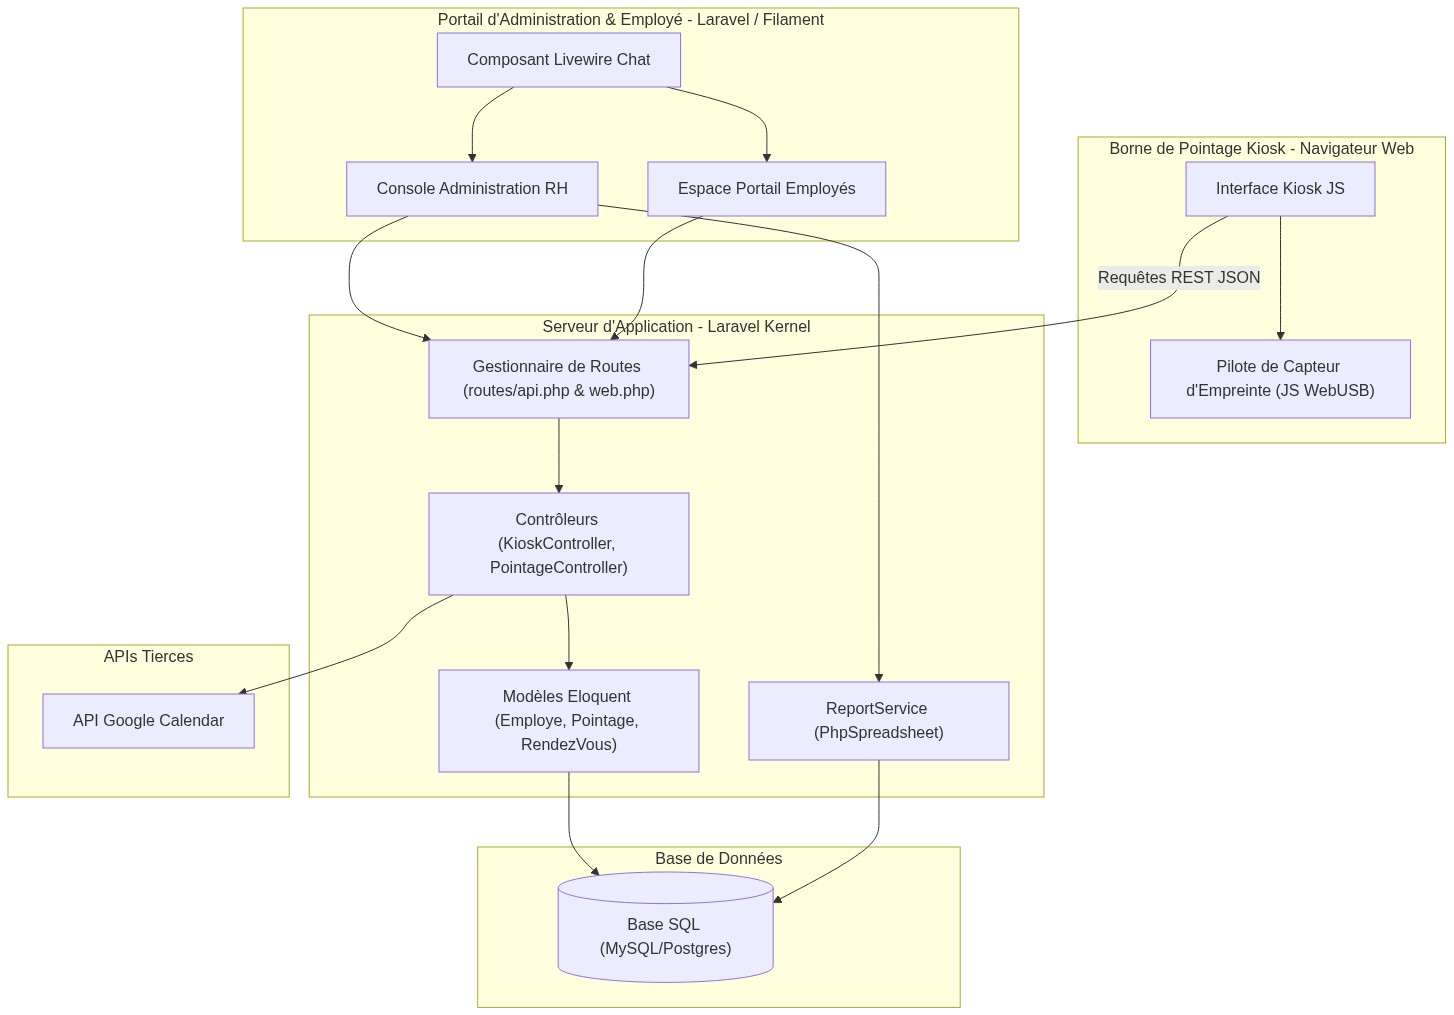 Portail d'Administration & Employé - Laravel / Filament
Composant Livewire Chat
Console Administration RH
Espace Portail Employés
Borne de Pointage Kiosk - Navigateur Web
Interface Kiosk JS
Requêtes REST JSON
Pilote de Capteur
d'Empreinte (JS WebUSB)
Serveur d'Application - Laravel Kernel
Gestionnaire de Routes
(routes/api.php & web.php)
Contrôleurs
(KioskController,
PointageController)
APIs Tierces
API Google Calendar
Modèles Eloquent
(Employe, Pointage,
RendezVous)
ReportService
(PhpSpreadsheet)
Base de Données
Base SQL
(MySQL/Postgres)